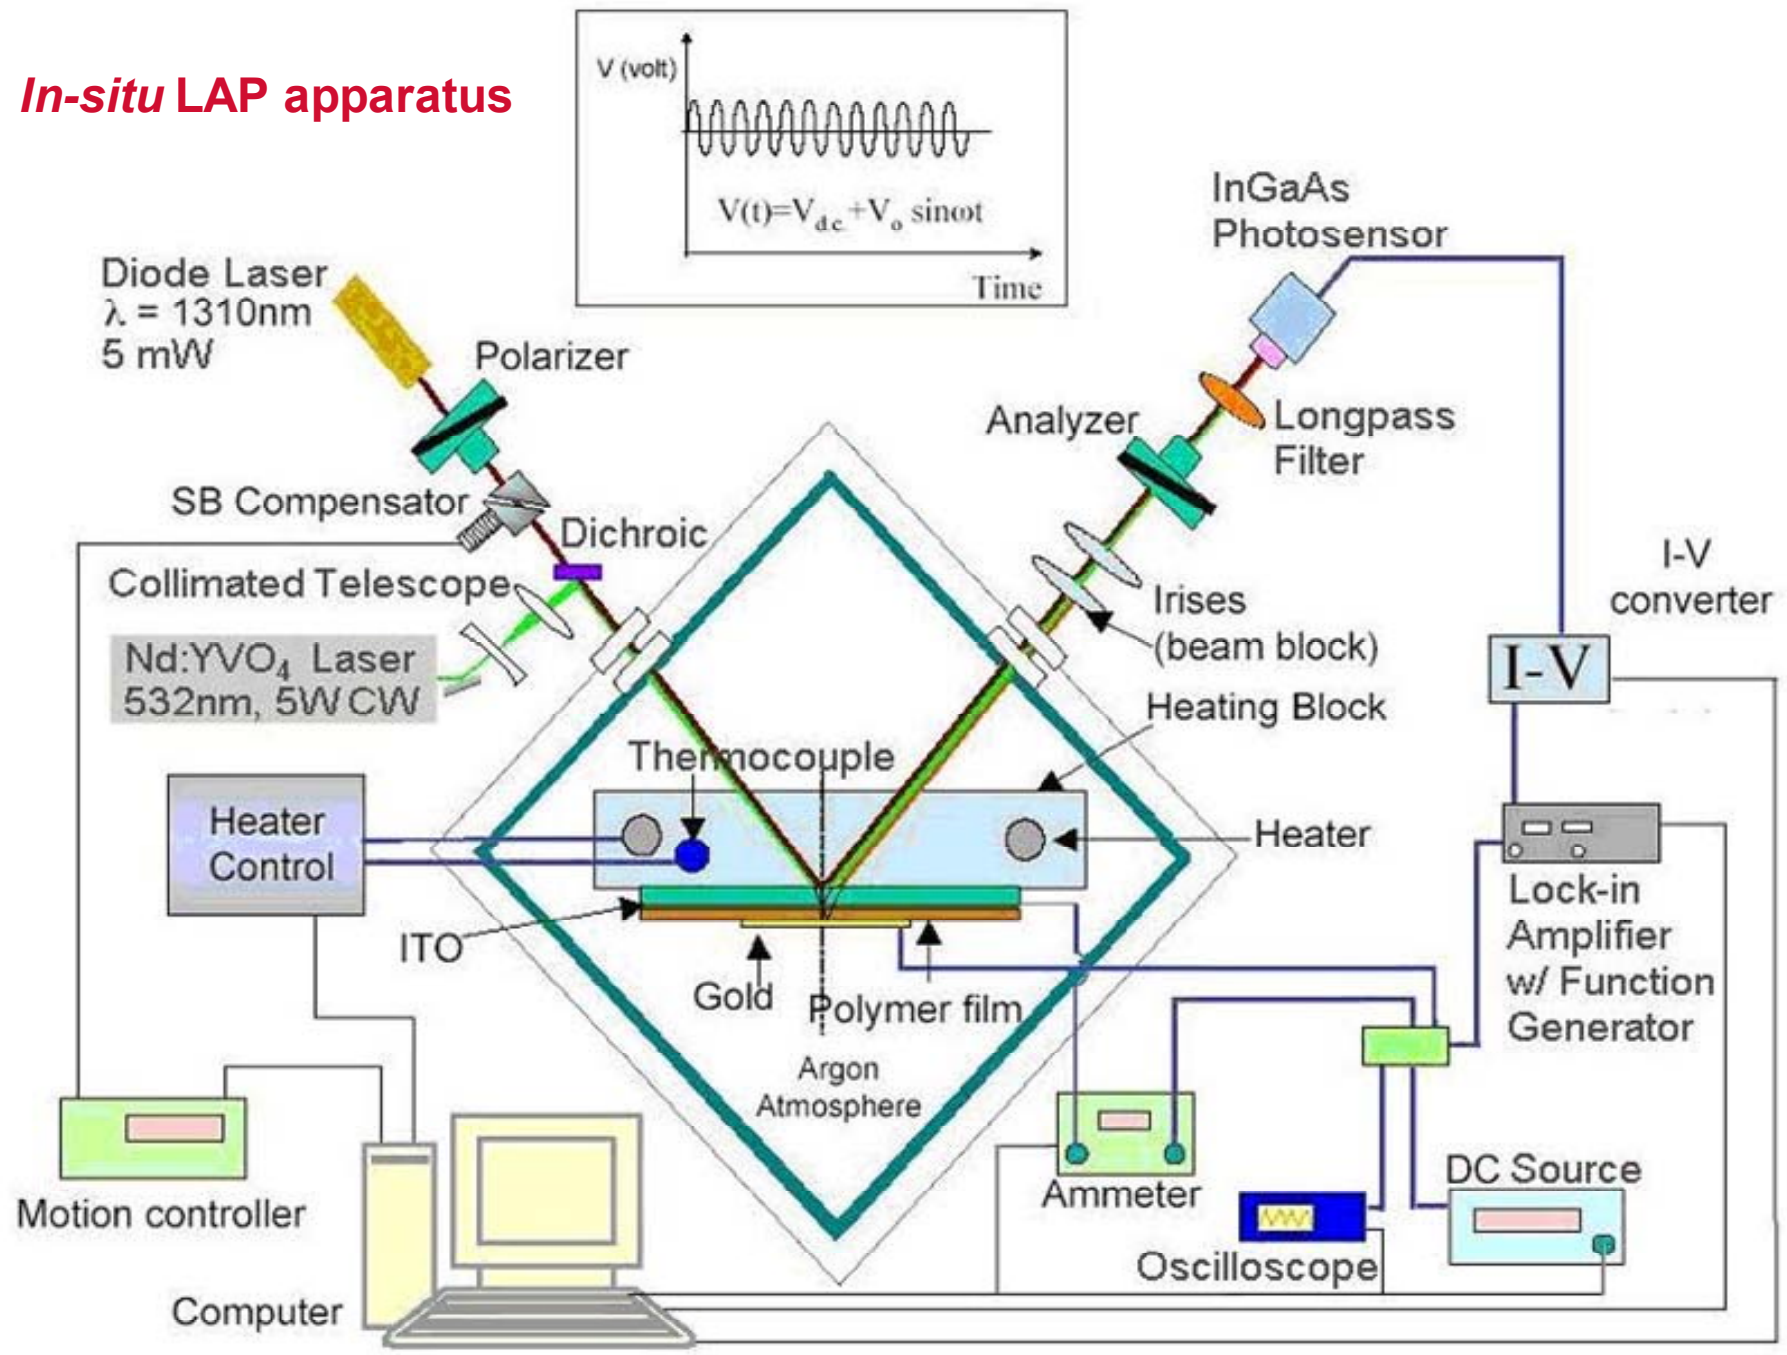 In-situ LAP apparatus
V (volt)
V(t)=Vd.c.+Vo sinωt
Time
InGaAs
Photosensor
Diode Laser
λ = 1310nm
5 mW
Polarizer
Analyzer
Longpass
Filter
SB Compensator
Dichroic
Collimated Telescope
I-V
converter
Irises
(beam block)
Nd:YVO4 Laser
532nm, 5W CW
I-V
Heating Block
Thermocouple
Heater
Control
Heater
Lock-in
Amplifier
w/ Function
Generator
ITO
Gold
Polymer film
Argon
Atmosphere
DC Source
Ammeter
Motion controller
Oscilloscope
Computer